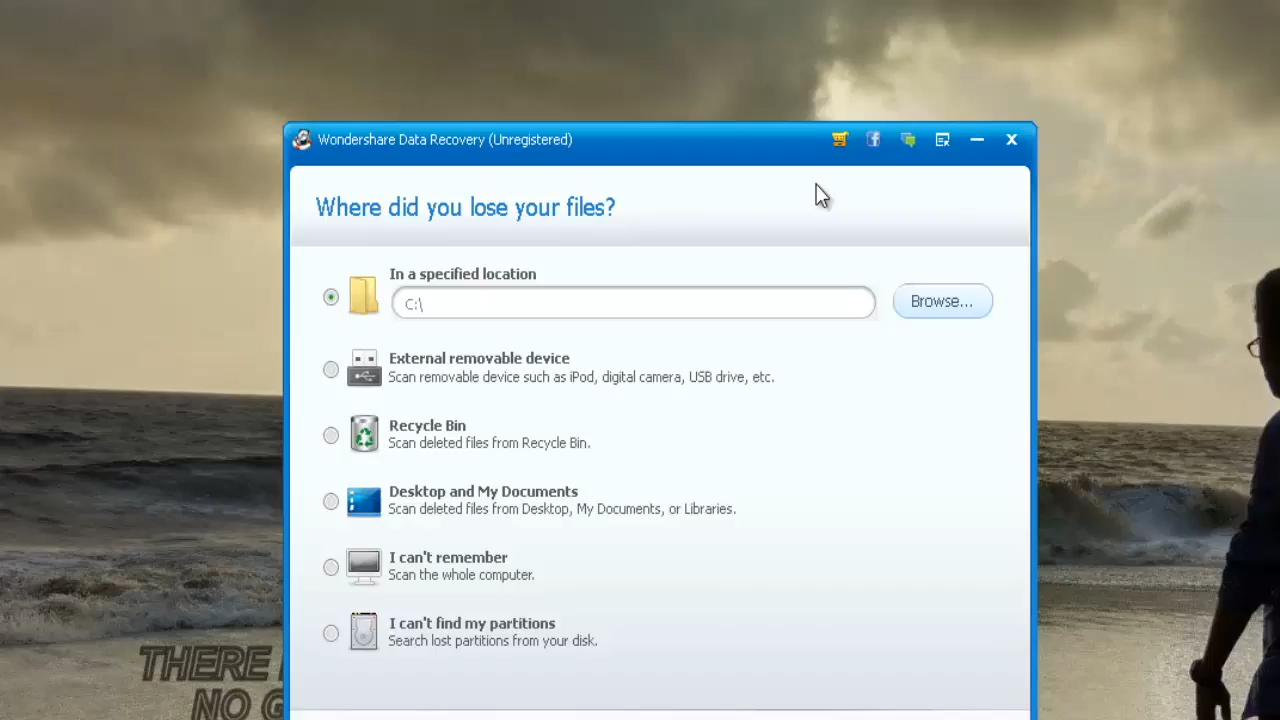 Wondershare Data Recovery (Unregistered)
Where did you lose your files?
In a specified location
C:\
Browse...
External removable device
Scan removable device such as iPod, digital camera, USB drive, etc.
Recycle Bin
Scan deleted files from Recycle Bin.
Desktop and My Documents
Scan deleted files from Desktop, My Documents, or Libraries.
I can't remember
Scan the whole computer.
I can't find my partitions
Search lost partitions from your disk.
THERE
NO